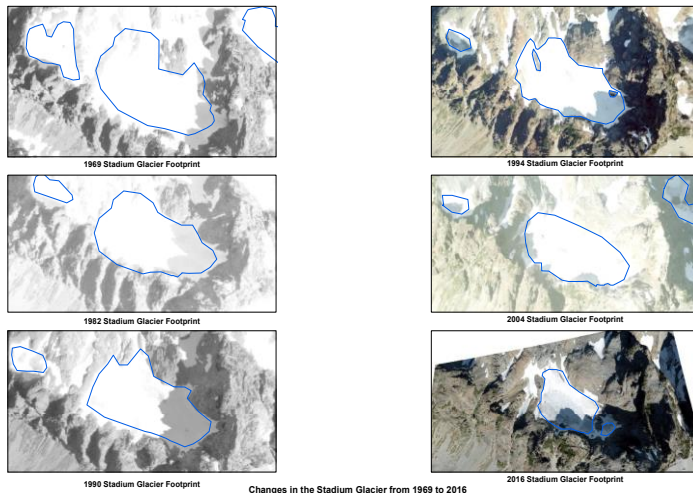 1969 Stadium Glacier Footprint
1994 Stadium Glacier Footprint
1982 Stadium Glacier Footprint
2004 Stadium Glacier Footprint
1990 Stadium Glacier Footprint
2016 Stadium Glacier Footprint
Changes in the Stadium Glacier from 1969 to 2016